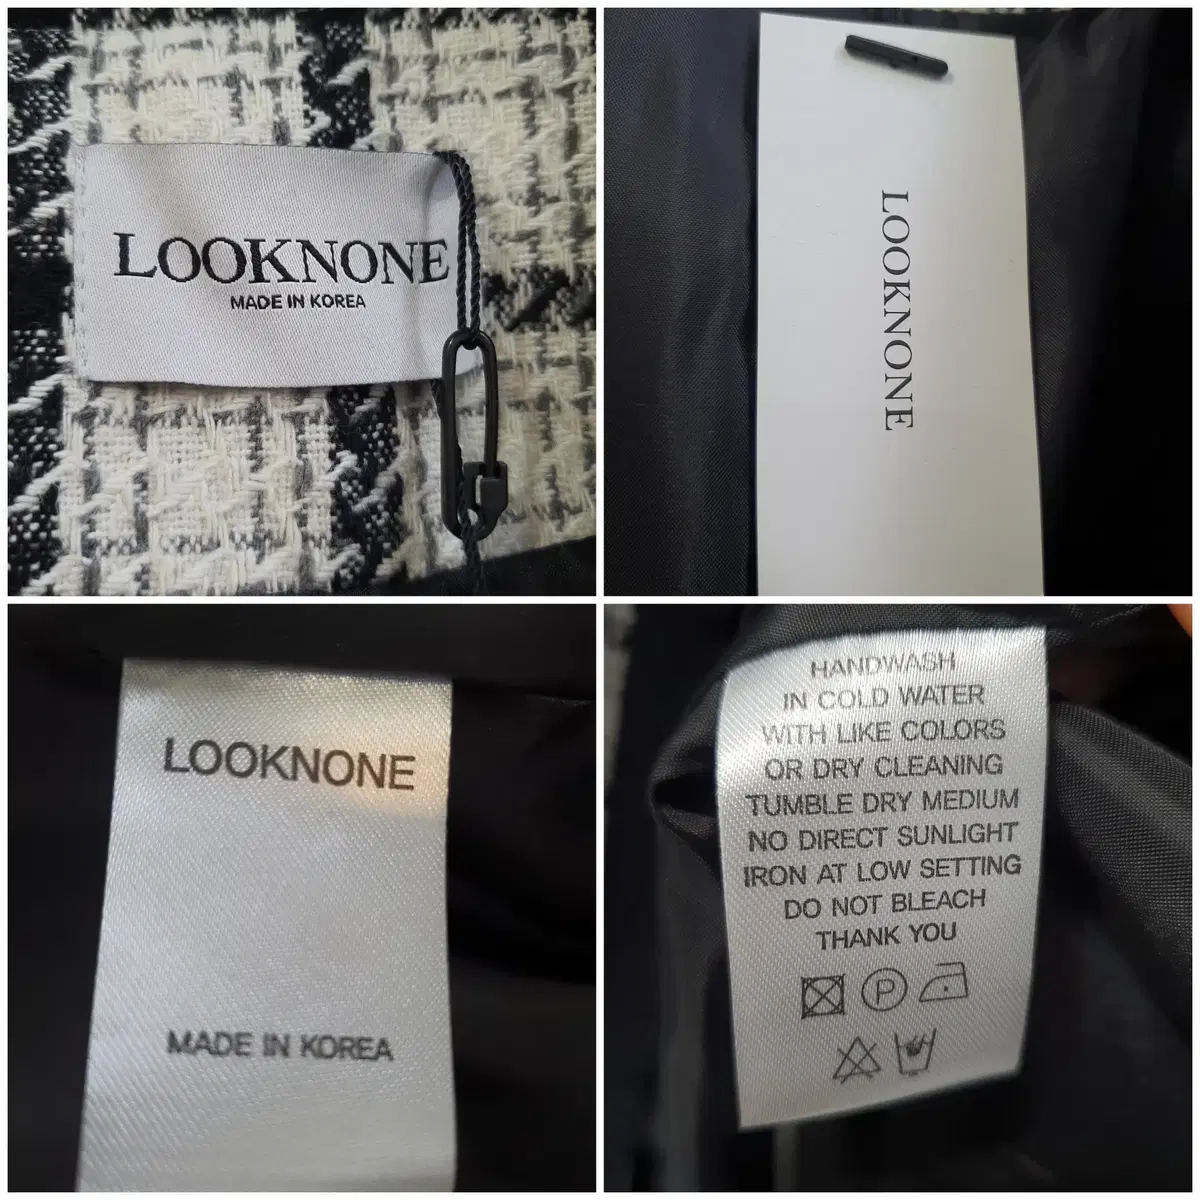 LOOKNONE
MADE IN KOREA
LOOKNONE
LOOKNONE
MADE IN KOREA
HANDWASH
IN COLD WATER
WITH LIKE COLORS
OR DRY CLEANING
TUMBLE DRY MEDIUM
NO DIRECT SUNLIGHT
IRON AT LOW SETTING
DO NOT BLEACH
THANK YOU
P